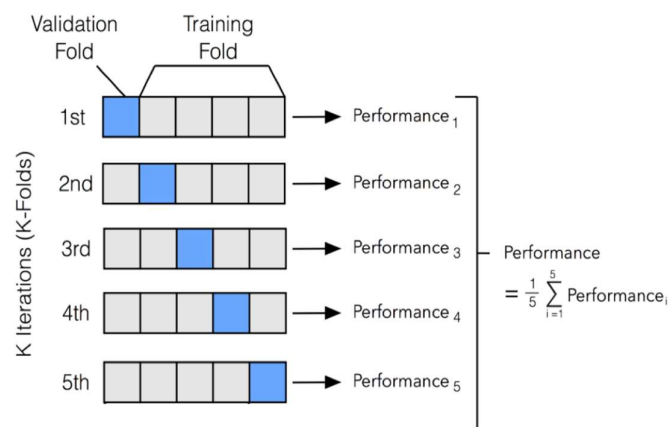 Validation Fold
Training Fold
K Iterations (K-Folds)
1st
Performance 1
2nd
Performance 2
3rd
Performance 3
4th
Performance 4
5th
Performance 5
Performance
= 1/5 5 ∑ i=1 Performance i